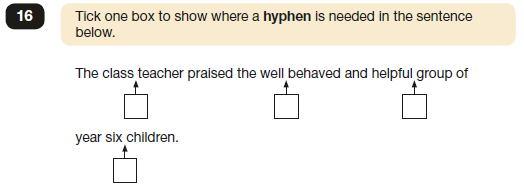 16
Tick one box to show where a hyphen is needed in the sentence
below.
The class teacher praised the well behaved and helpful group of
year six children.